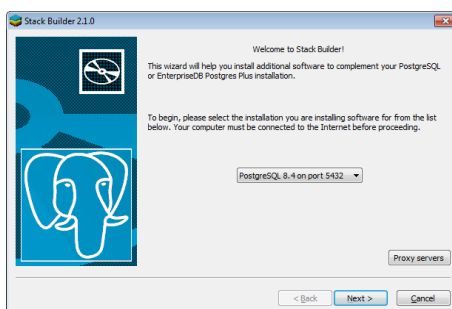 Stack Builder 2.1.0
Welcome to Stack Builder!
This wizard will help you install additional software to complement your PostgreSQL
or EnterpriseDB Postgres Plus installation.
To begin, please select the installation you are installing software for from the list
below. Your computer must be connected to the Internet before proceeding.
PostgreSQL 8.4 on port 5432
Proxy servers
< Back
Next >
Cancel